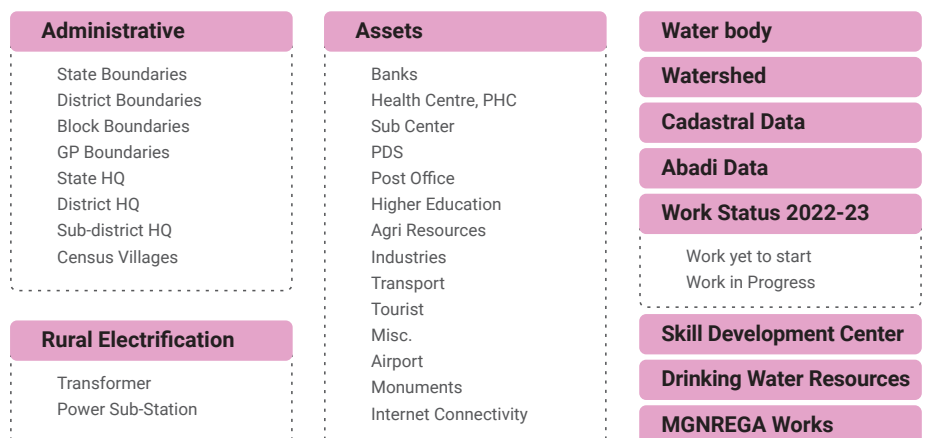 Administrative
State Boundaries
District Boundaries
Block Boundaries
GP Boundaries
State HQ
District HQ
Sub-district HQ
Census Villages
Rural Electrification
Transformer
Power Sub-Station
Assets
Banks
Health Centre, PHC
Sub Center
PDS
Post Office
Higher Education
Agri Resources
Industries
Transport
Tourist
Misc.
Airport
Monuments
Internet Connectivity
Water body
Watershed
Cadastral Data
Abadi Data
Work Status 2022-23
Work yet to start
Work in Progress
Skill Development Center
Drinking Water Resources
MGNREGA Works